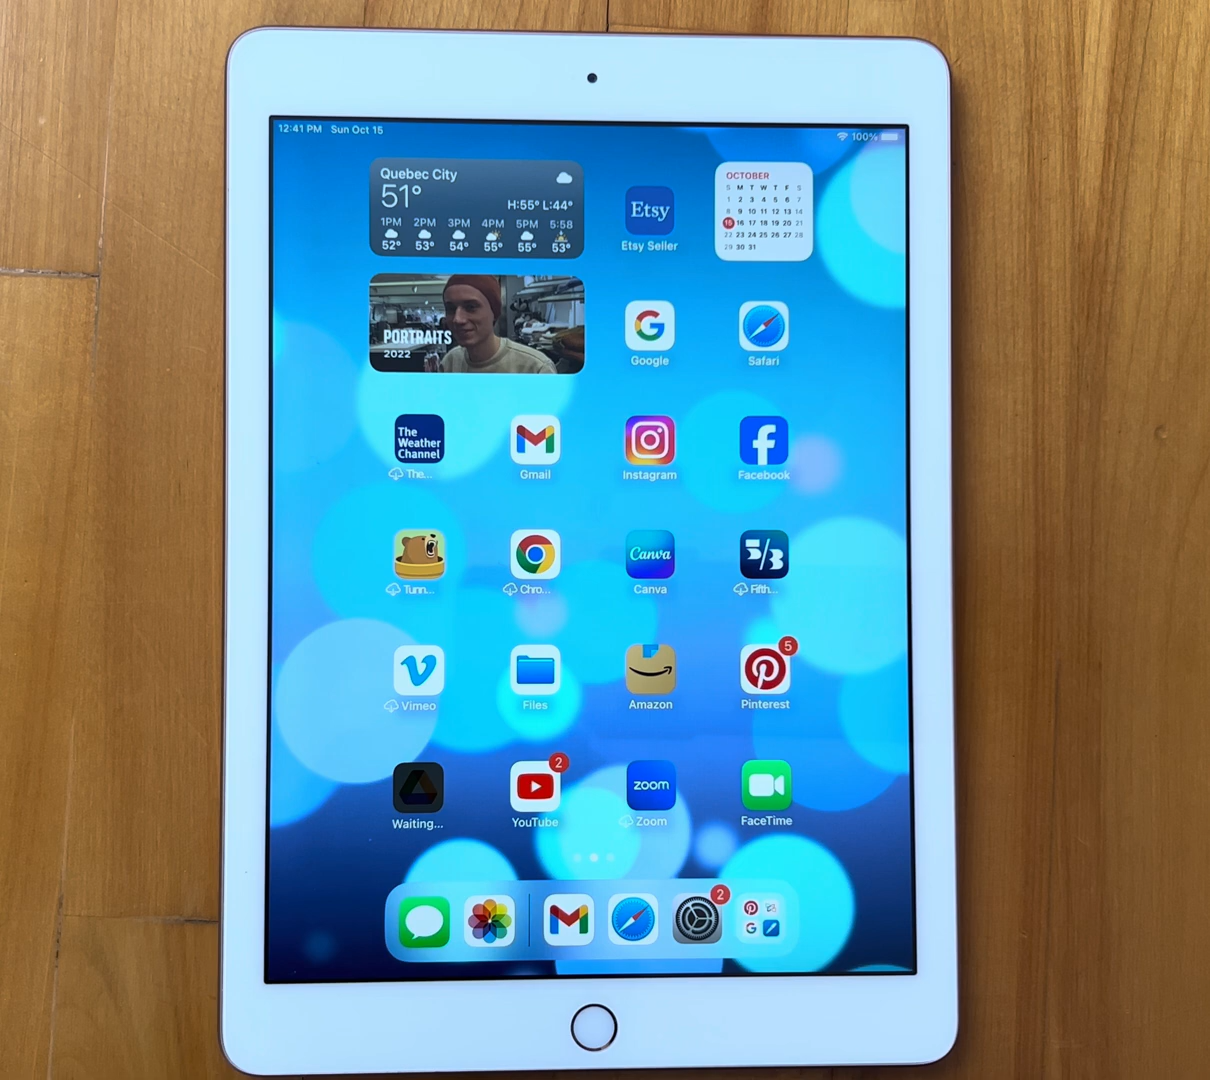 12:41 PM Sun Oct 15
100%
Quebec City
51°
H:55° L:44°
1PM 2PM 3PM 4PM 5PM 5:58
52° 53° 54° 55° 55° 53°
Etsy
Etsy Seller
OCTOBER
S M T W T F S
1 2 3 4 5 6 7
8 9 10 11 12 13 14
15 16 17 18 19 20 21
22 23 24 25 26 27 28
29 30 31
PORTRAITS
2022
Google
Safari
The
Weather
Channel
The...
Gmail
Instagram
Facebook
Canva
5/3
Tunn...
Chro...
Canva
Fifth...
5
Vimeo
Files
Amazon
Pinterest
2
zoom
Waiting...
YouTube
Zoom
FaceTime
2